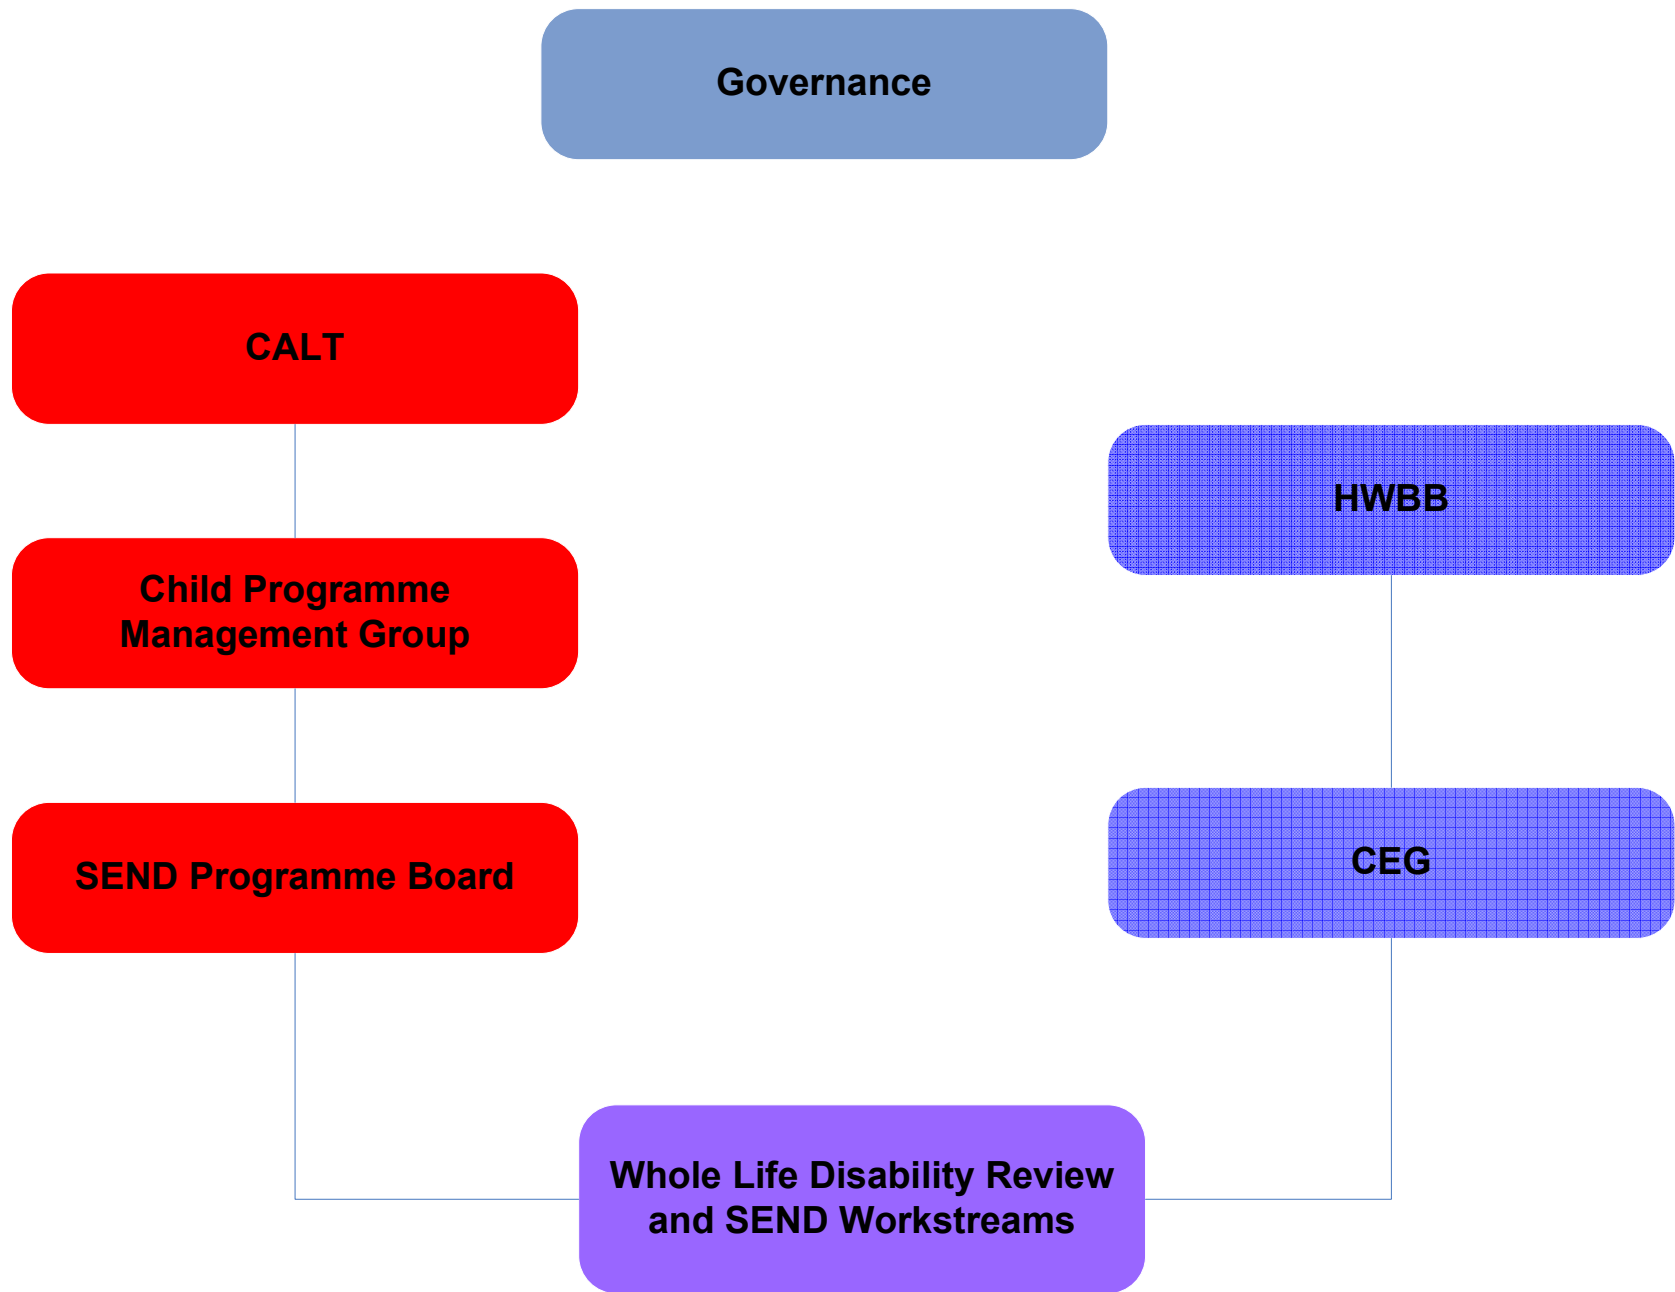 Governance
CALT
Child Programme
Management Group
SEND Programme Board
HWBB
CEG
Whole Life Disability Review
and SEND Workstreams